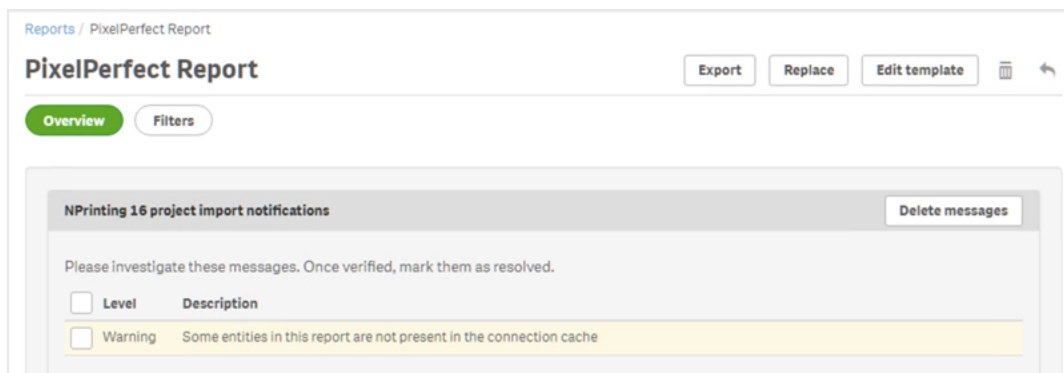 Reports / PixelPerfect Report
PixelPerfect Report
Export
Replace
Edit template
Overview
Filters
NPrinting 16 project import notifications
Delete messages
Please investigate these messages. Once verified, mark them as resolved.
Level Description
Warning Some entities in this report are not present in the connection cache